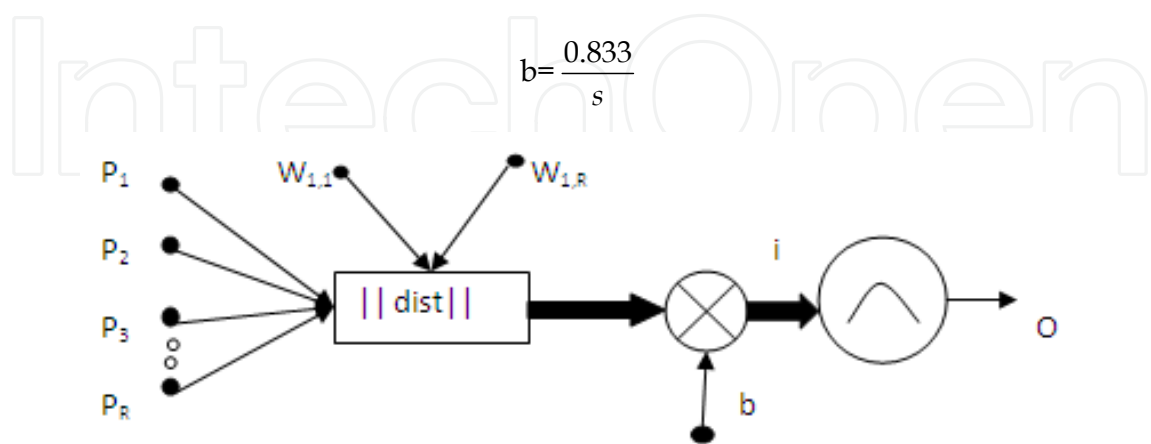 IntechOpen
b= 0.833/s
P1
W1,1
W1,R
P2
i
|| dist||
P3
O
PR
b